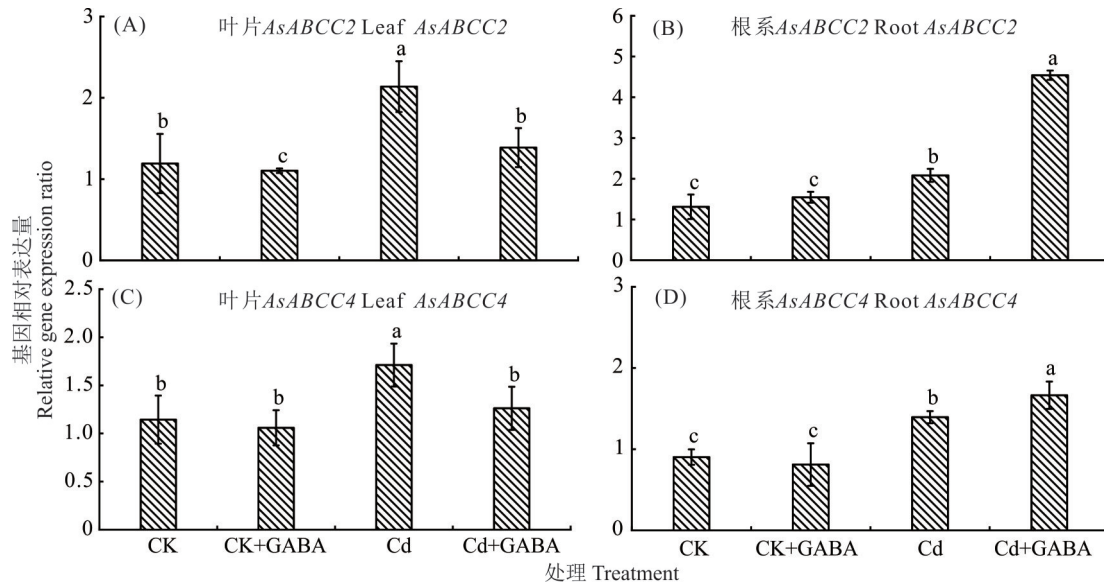 (A)
叶片AsABCC2 Leaf AsABCC2
3
2
1
0
b
c
a
b
(B)
根系AsABCC2 Root AsABCC2
6
5
4
3
2
1
0
c
c
b
a
(C)
叶片AsABCC4 Leaf AsABCC4
2.5
2.0
1.5
1.0
0.5
0
b
b
a
b
CK CK+GABA Cd Cd+GABA
(D)
根系AsABCC4 Root AsABCC4
3
2
1
0
c
c
b
a
CK CK+GABA Cd Cd+GABA
基因相对表达量
Relative gene expression ratio
处理 Treatment